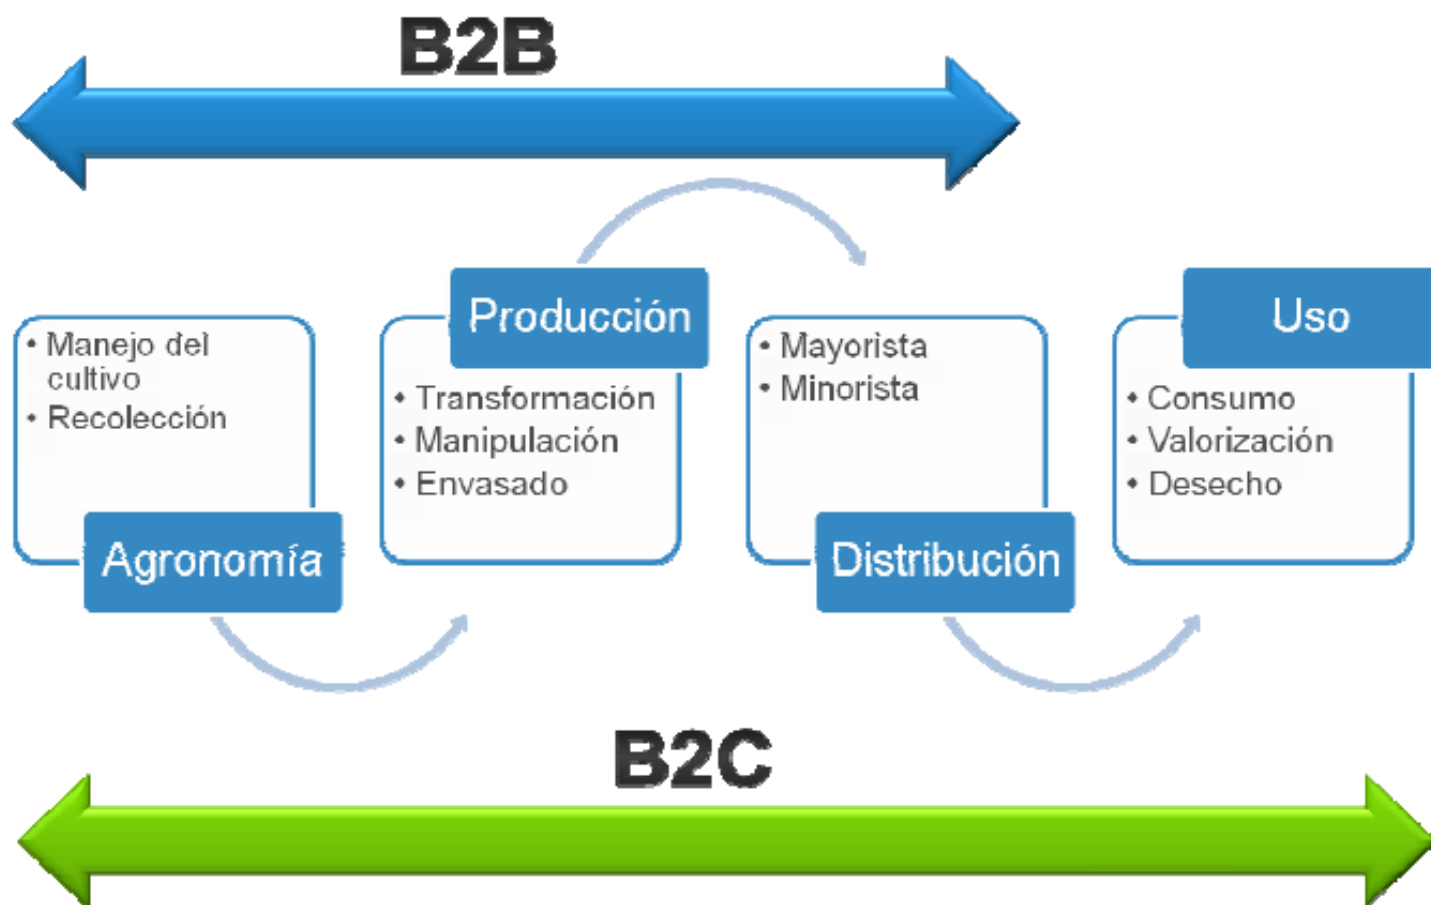 B2B
• Manejo del
cultivo
• Recolección
Agronomía
Producción
• Transformación
• Manipulación
• Envasado
• Mayorista
• Minorista
Distribución
Uso
• Consumo
• Valorización
• Desecho
B2C